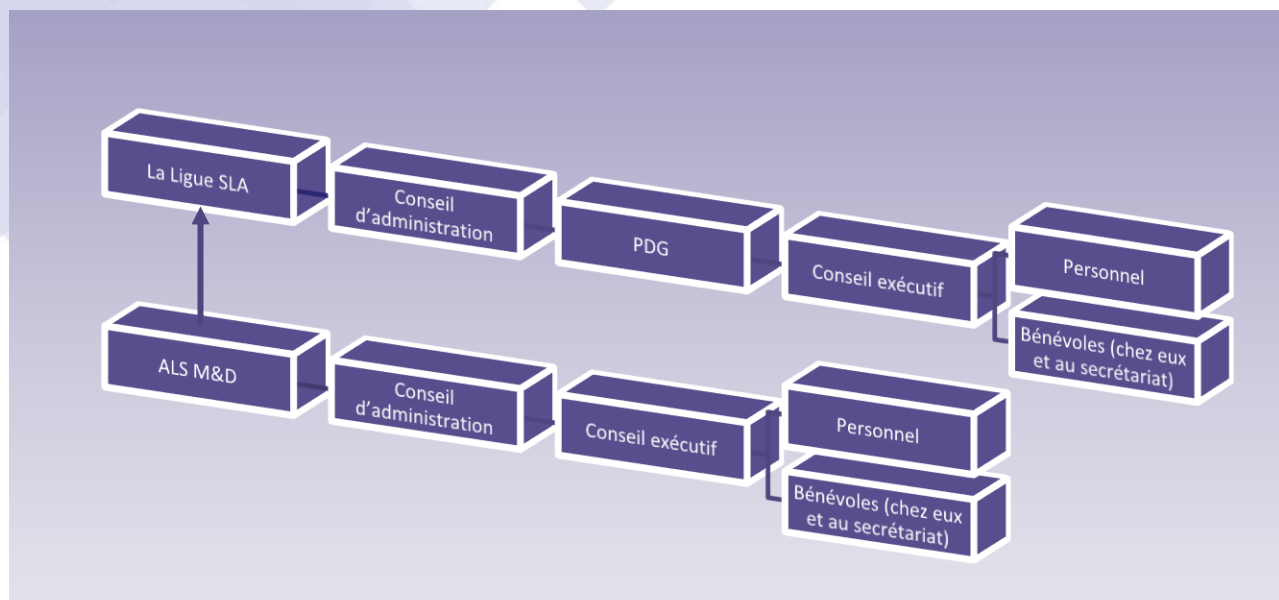 La Ligue SLA
Conseil
d'administration
PDG
Conseil exécutif
Personnel
Bénévoles (chez eux
et au secrétariat)
ALS M&D
Conseil
d'administration
Conseil exécutif
Personnel
Bénévoles (chez eux
et au secrétariat)